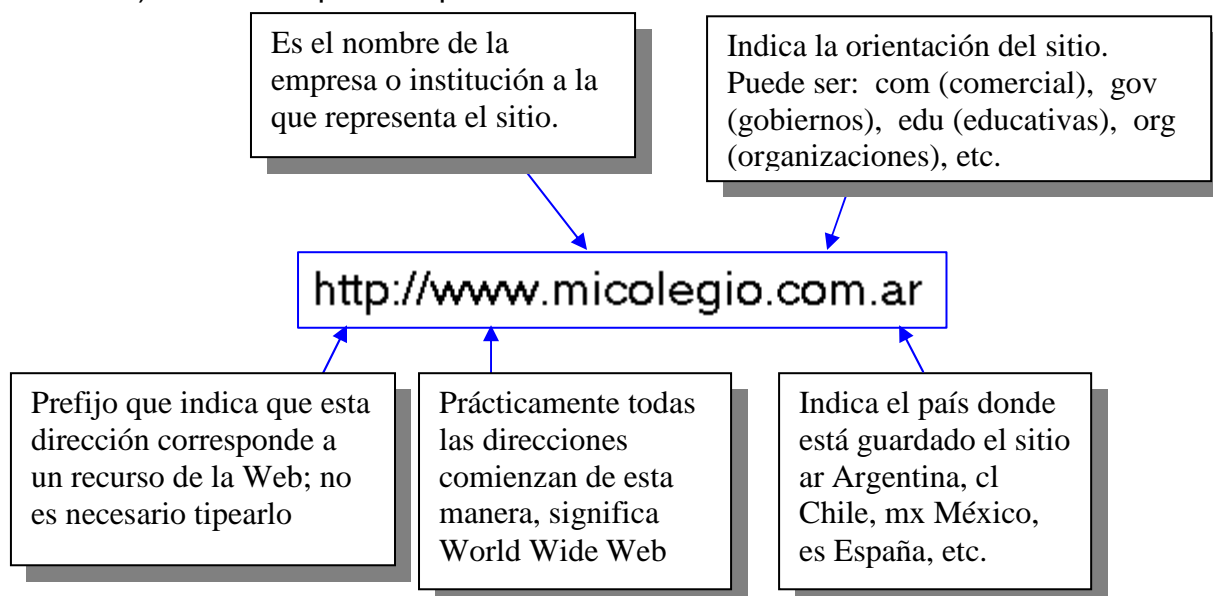 Es el nombre de la
empresa o institución a la
que representa el sitio.
Indica la orientación del sitio.
Puede ser:  com (comercial),  gov
(gobiernos),  edu (educativas),  org
(organizaciones), etc.
http://www.micolegio.com.ar
Prefijo que indica que esta
dirección corresponde a
un recurso de la Web; no
es necesario tipearlo
Prácticamente todas
las direcciones
comienzan de esta
manera, significa
World Wide Web
Indica el país donde
está guardado el sitio
ar Argentina, cl
Chile, mx México,
es España, etc.